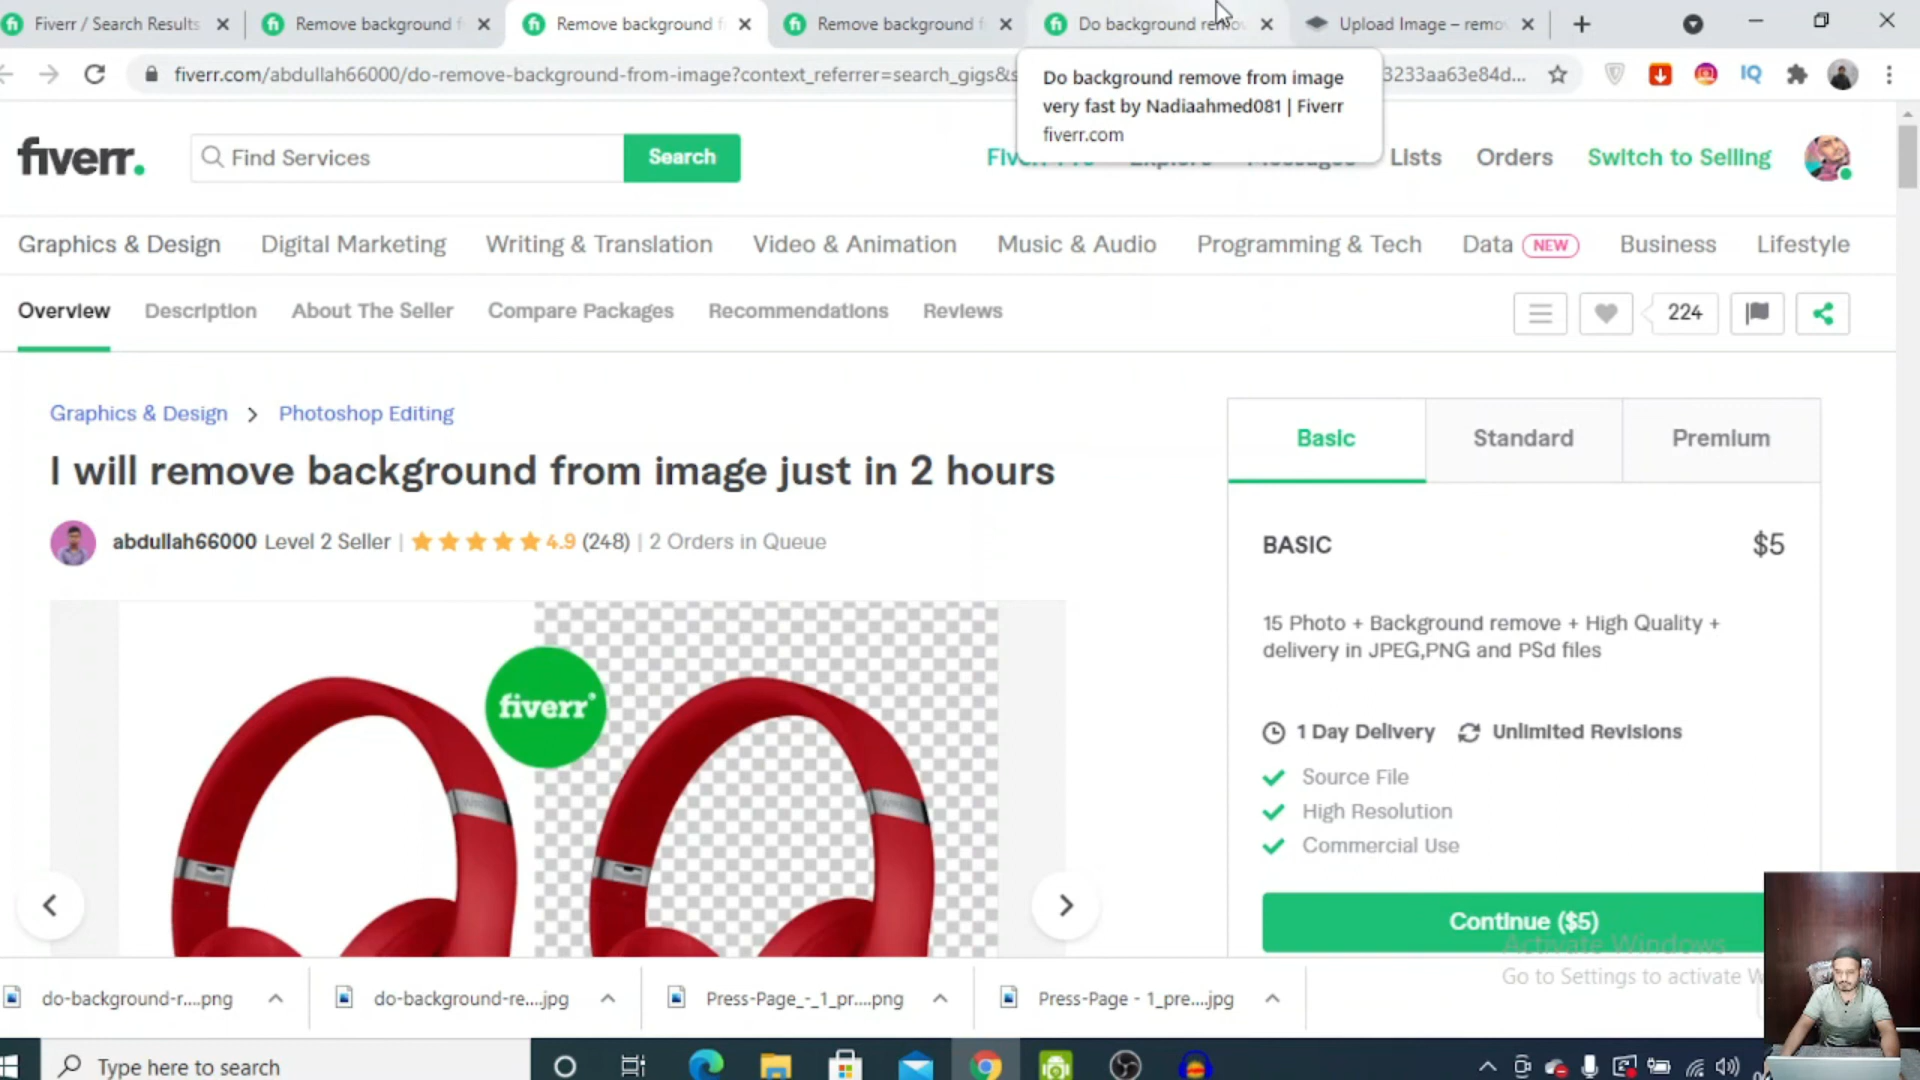 Fiverr / Search Results
Remove background f
Remove background f
Remove background f
Do background remo
Upload Image – remo
fiverr.com/abdullah66000/do-remove-background-from-image?context_referrer=search_gigs&s
3233aa63e84d...
IQ
Do background remove from image
very fast by Nadiaahmed081 | Fiverr
fiverr.com
fiverr.
Find Services
Search
Lists
Orders
Switch to Selling
Graphics & Design
Digital Marketing
Writing & Translation
Video & Animation
Music & Audio
Programming & Tech
Data NEW
Business
Lifestyle
Overview
Description
About The Seller
Compare Packages
Recommendations
Reviews
224
Graphics & Design > Photoshop Editing
I will remove background from image just in 2 hours
abdullah66000 Level 2 Seller | 4.9 (248) | 2 Orders in Queue
fiverr
Basic
Standard
Premium
BASIC
$5
15 Photo + Background remove + High Quality +
delivery in JPEG,PNG and PSd files
1 Day Delivery
Unlimited Revisions
Source File
High Resolution
Commercial Use
Continue ($5)
Activate Windows
Go to Settings to activate W
do-background-r....png
do-background-re....jpg
Press-Page_-_1_pr....png
Press-Page - 1_pre....jpg
Type here to search